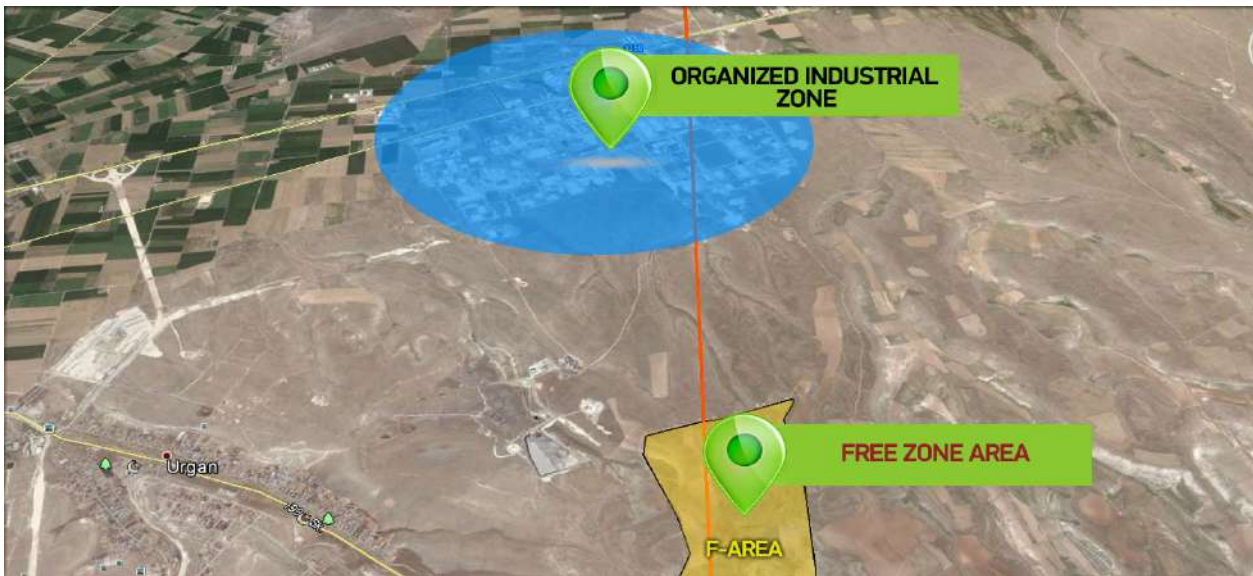 ORGANIZED INDUSTRIAL
ZONE
FREE ZONE AREA
Urgan
F-AREA